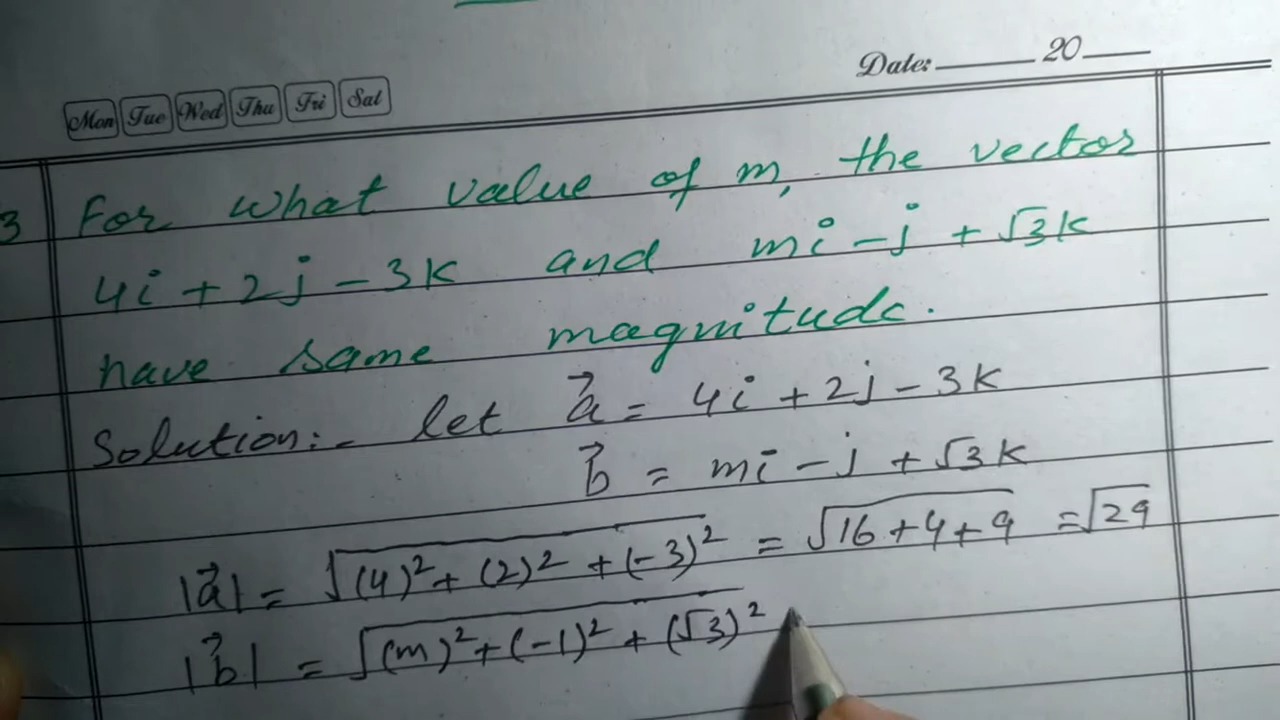 Date: 20
Mon Tue Wed Thu Fri Sat
3 For what value of m, the vector
4i + 2j - 3k and mi - j + √3k
have same magnitude.
Solution:- let a⃗ = 4i + 2j - 3k
b⃗ = mi - j + √3k
|a⃗| = √(4)² + (2)² + (-3)² = √16 + 4 + 9 = √29
|b⃗| = √(m)² + (-1)² + (√3)²